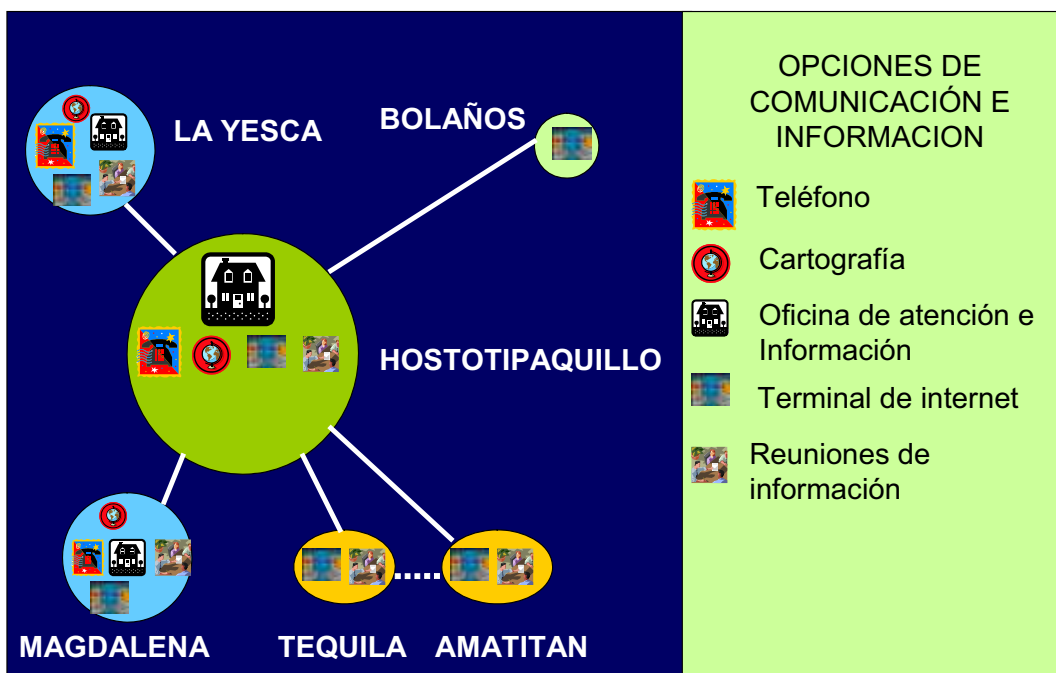 LA YESCA
BOLAÑOS
HOSTOTIPAQUILLO
MAGDALENA
TEQUILA
AMATITAN
OPCIONES DE
COMUNICACIÓN E
INFORMACION
Teléfono
Cartografía
Oficina de atención e
Información
Terminal de internet
Reuniones de
información